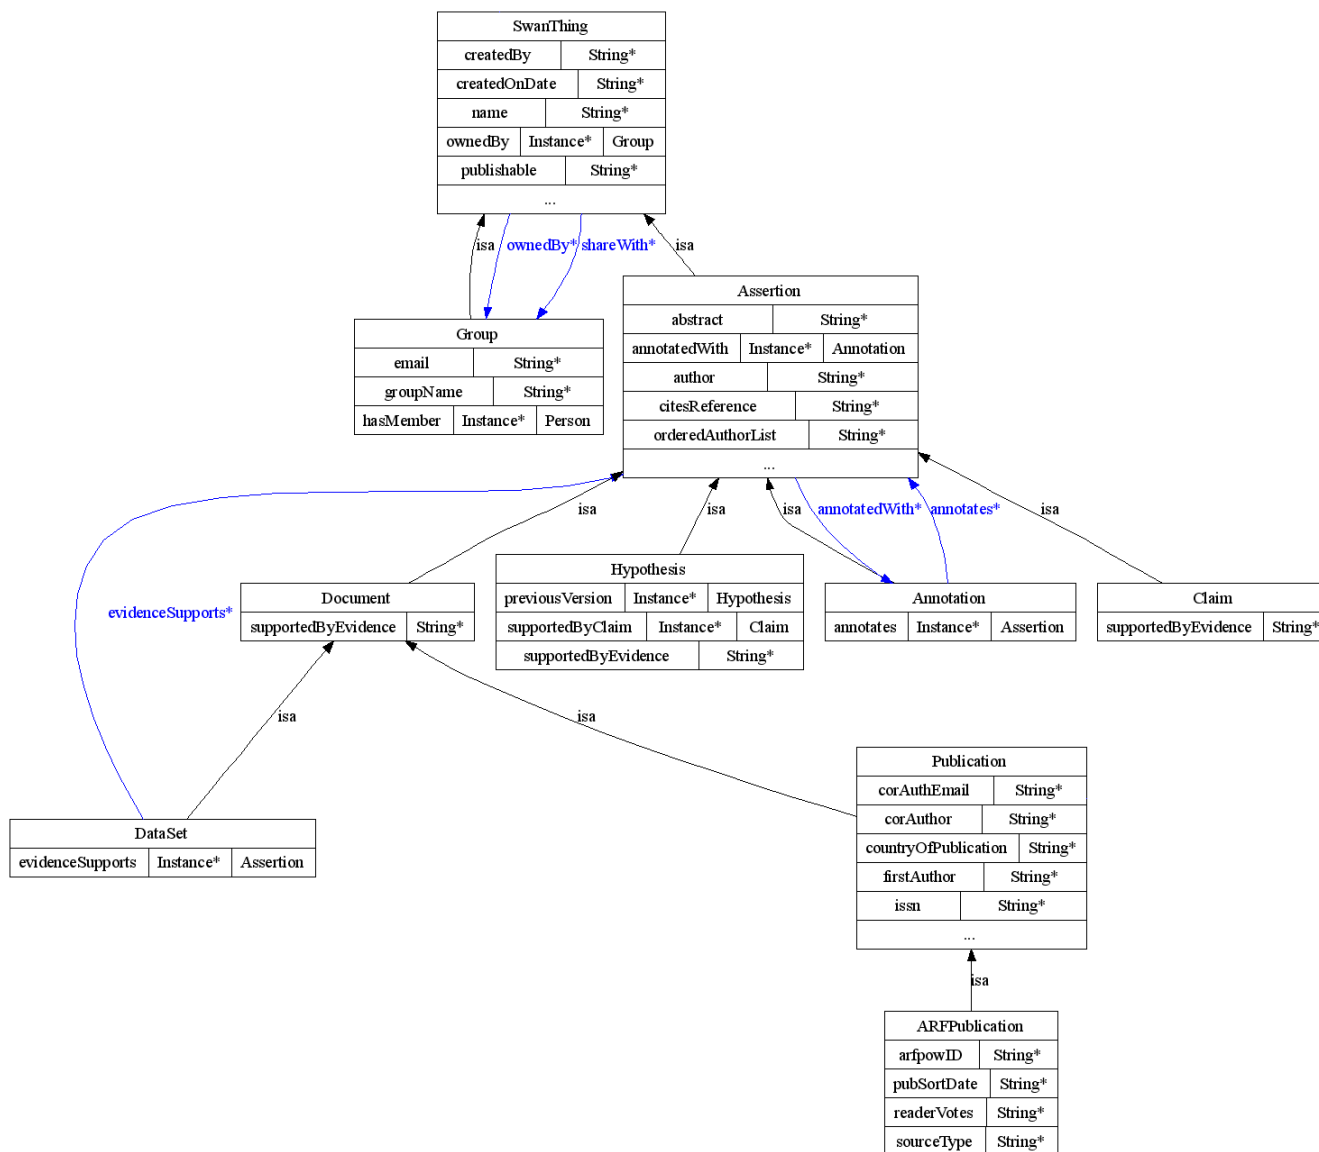 SwanThing
createdBy String*
createdOnDate String*
name String*
ownedBy Instance* Group
publishable String*
...
isa ownedBy* shareWith* isa
Assertion
abstract String*
annotatedWith Instance* Annotation
author String*
citesReference String*
orderedAuthorList String*
...
Group
email String*
groupName String*
hasMember Instance* Person
isa isa isa annotatedWith* annotates* isa
evidenceSupports*
Document
supportedByEvidence String*
Hypothesis
previousVersion Instance* Hypothesis
supportedByClaim Instance* Claim
supportedByEvidence String*
Annotation
annotates Instance* Assertion
Claim
supportedByEvidence String*
isa isa
DataSet
evidenceSupports Instance* Assertion
Publication
corAuthEmail String*
corAuthor String*
countryOfPublication String*
firstAuthor String*
issn String*
...
isa
ARFPublication
arfpowID String*
pubSortDate String*
readerVotes String*
sourceType String*